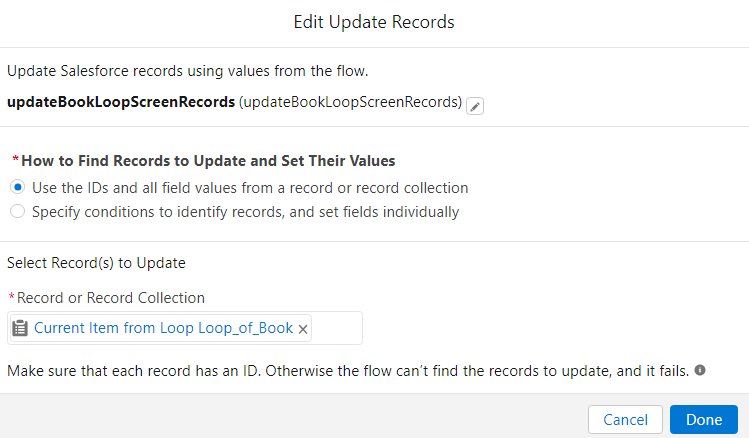 Edit Update Records
Update Salesforce records using values from the flow.
updateBookLoopScreenRecords (updateBookLoopScreenRecords)
*How to Find Records to Update and Set Their Values
Use the IDs and all field values from a record or record collection
Specify conditions to identify records, and set fields individually
Select Record(s) to Update
*Record or Record Collection
Current Item from Loop Loop_of_Book ×
Make sure that each record has an ID. Otherwise the flow can't find the records to update, and it fails.
Cancel Done